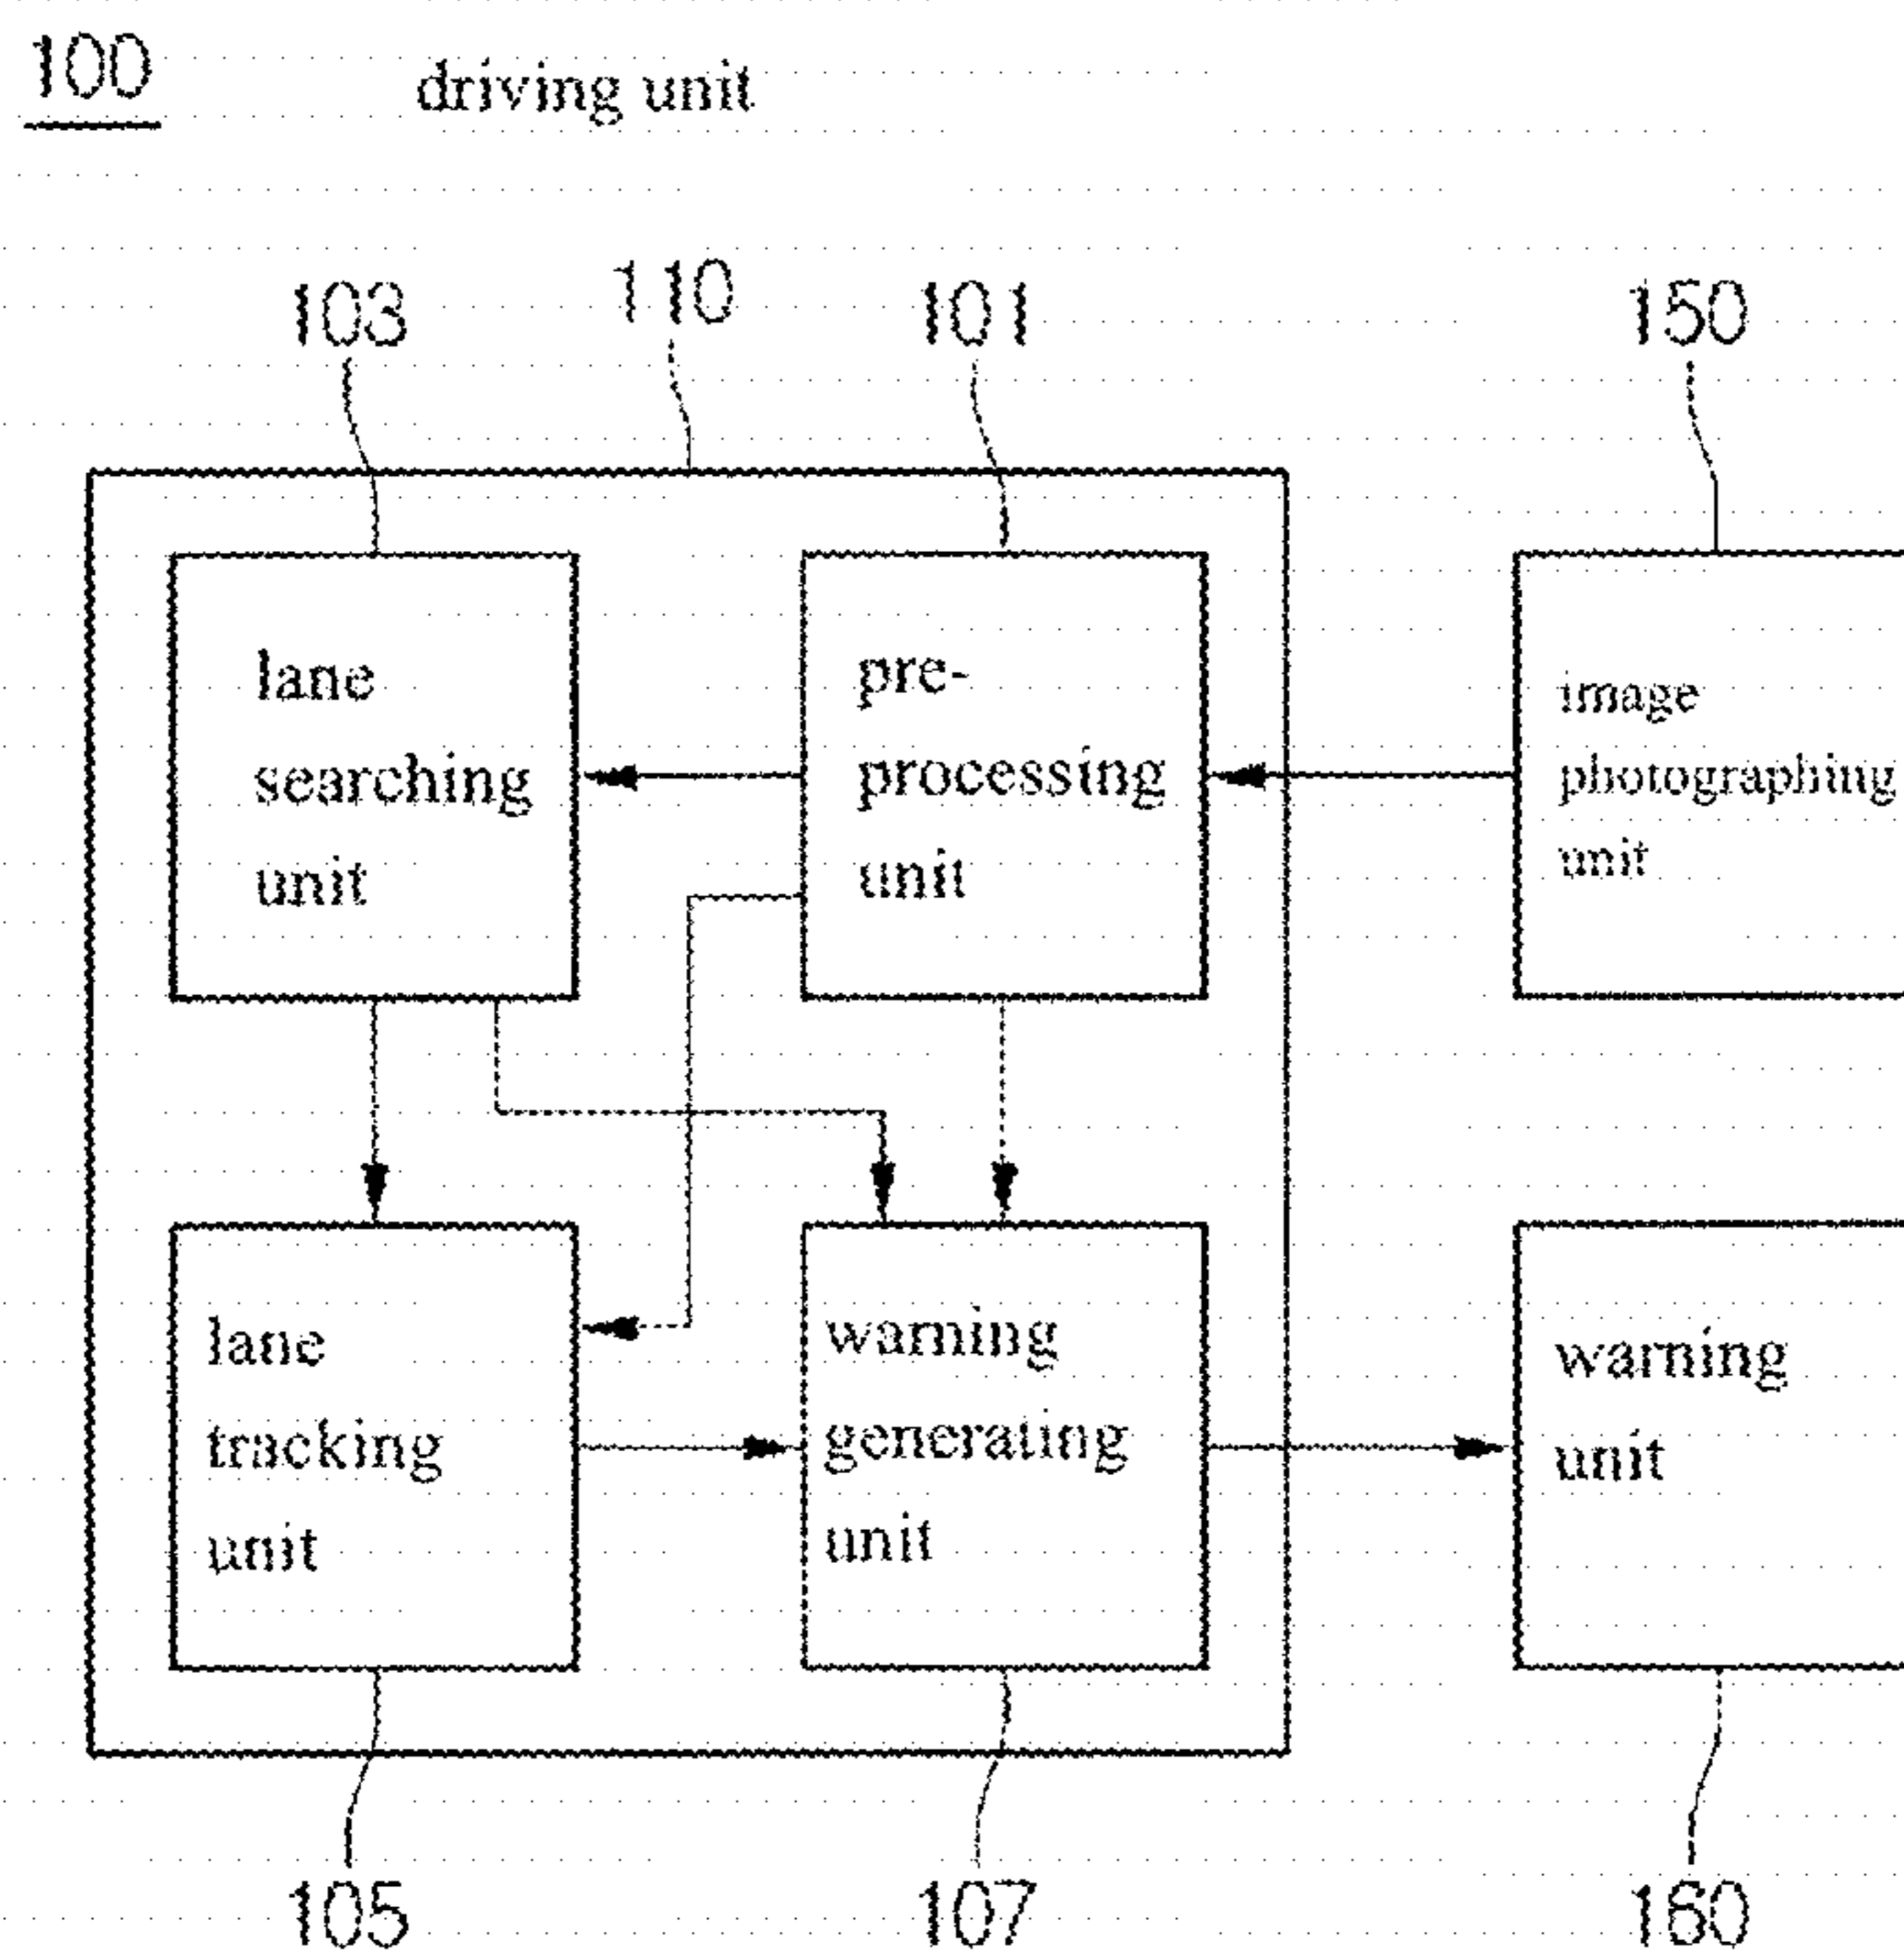 100
driving unit
103
110
101
150
lane
searching
unit
pre-
processing
unit
image
photographing
unit
lane
tracking
unit
warning
generating
unit
warning
unit
105
107
160